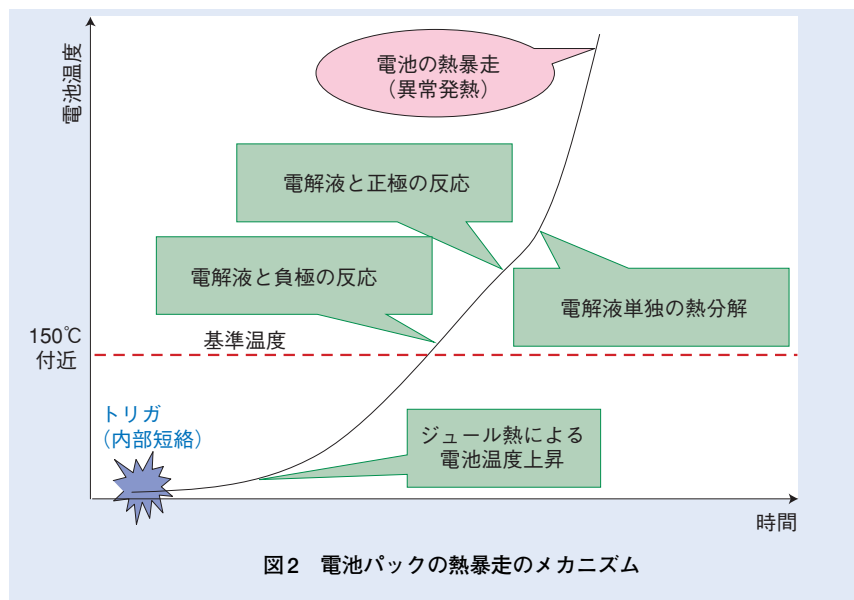 電池温度
電池の熱暴走
（異常発熱）
電解液と正極の反応
電解液と負極の反応
電解液単独の熱分解
150℃
付近
基準温度
トリガ
（内部短絡）
ジュール熱による
電池温度上昇
時間
図2　電池パックの熱暴走のメカニズム